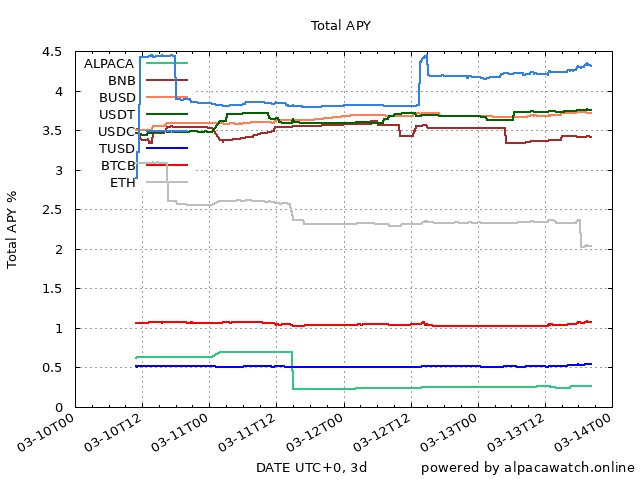 Total APY
Total APY %
4.5
4
3.5
3
2.5
2
1.5
1
0.5
0
ALPACA
BNB
BUSD
USDT
USDC
TUSD
BTCB
ETH
03-10T00
03-10T12
03-11T00
03-11T12
03-12T00
03-12T12
03-13T00
03-13T12
03-14T00
DATE UTC+0, 3d
powered by alpacawatch.online